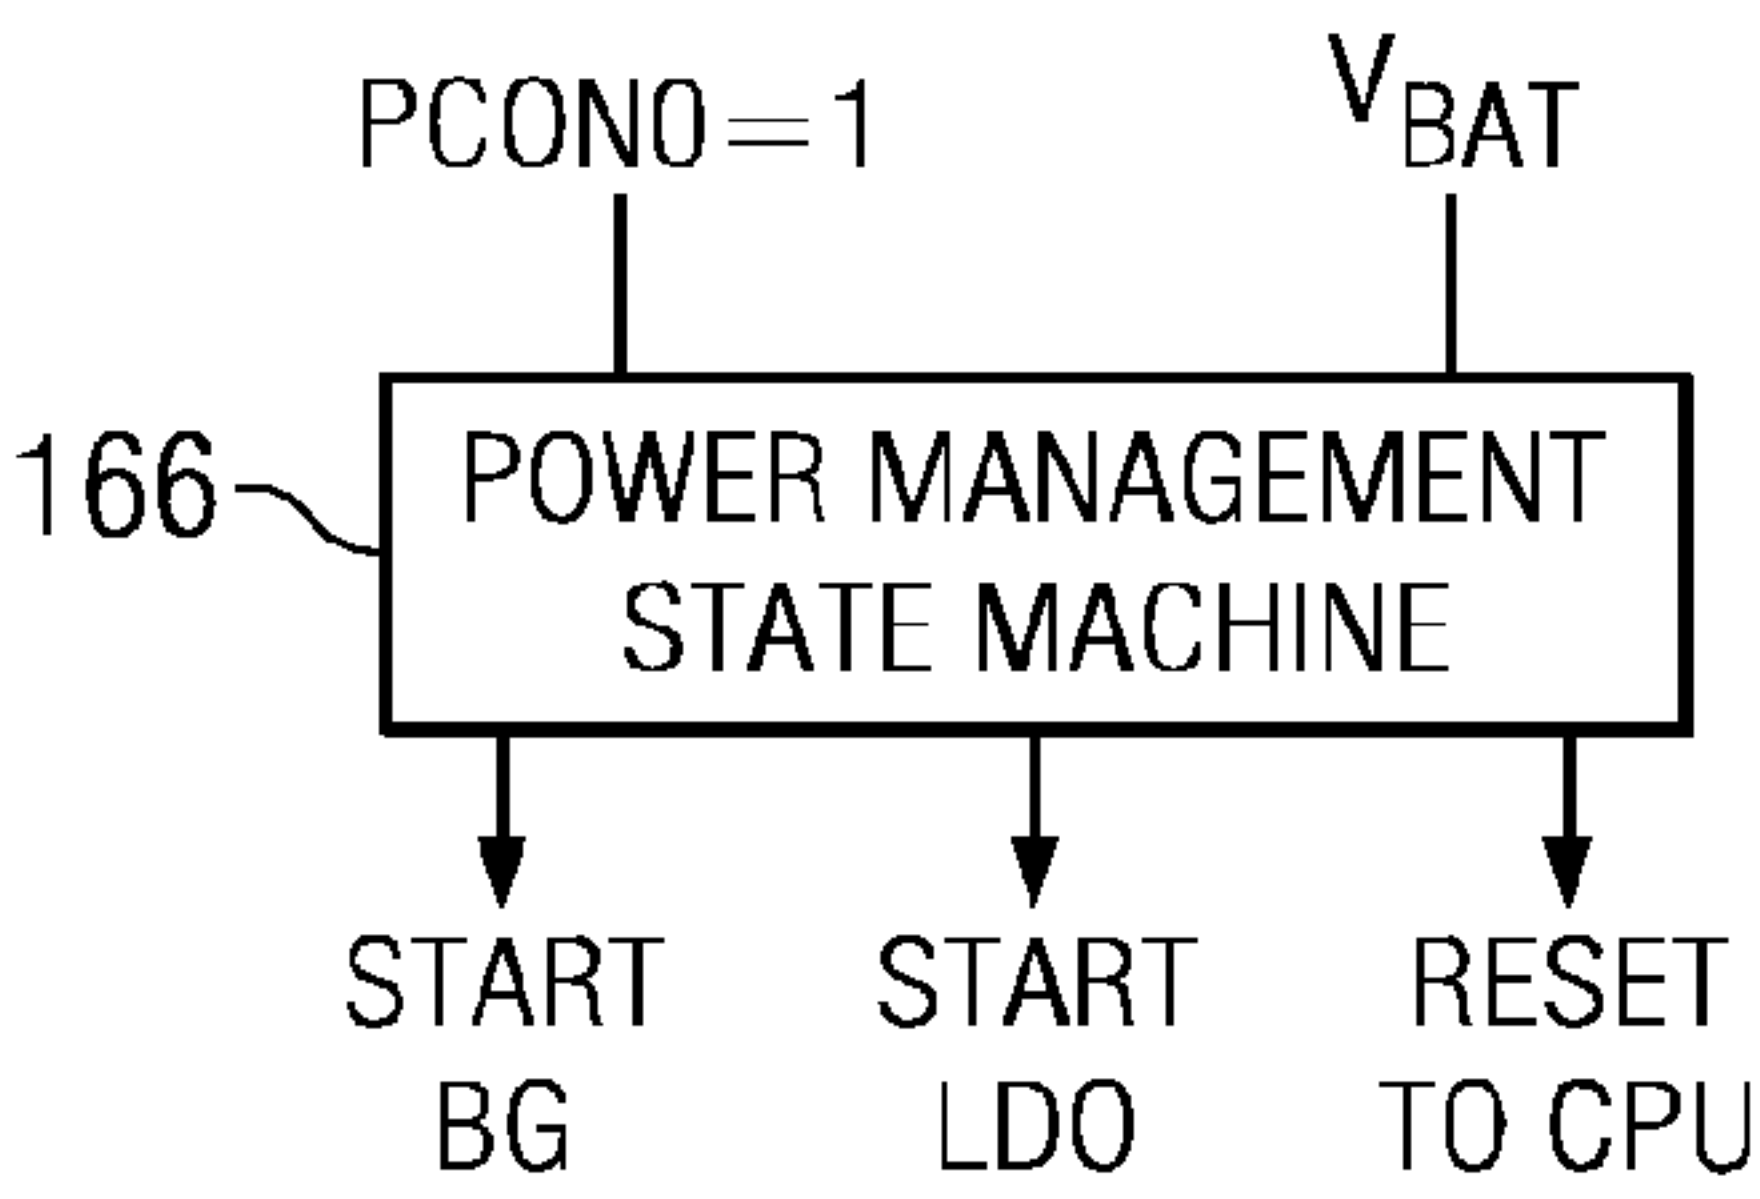 PCON0=1
VBAT
166
POWER MANAGEMENT
STATE MACHINE
START
BG
START
LDO
RESET
TO CPU